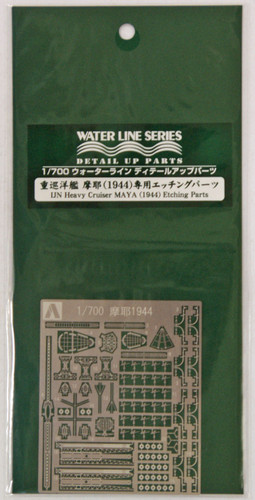 WATER LINE SERIES
DETAIL UP PARTS
1/700 ウォーターライン ディテールアップパーツ
重巡洋艦 摩耶(1944)専用エッチングパーツ
IJN Heavy Cruiser MAYA (1944) Etching Parts
1/700 摩耶1944